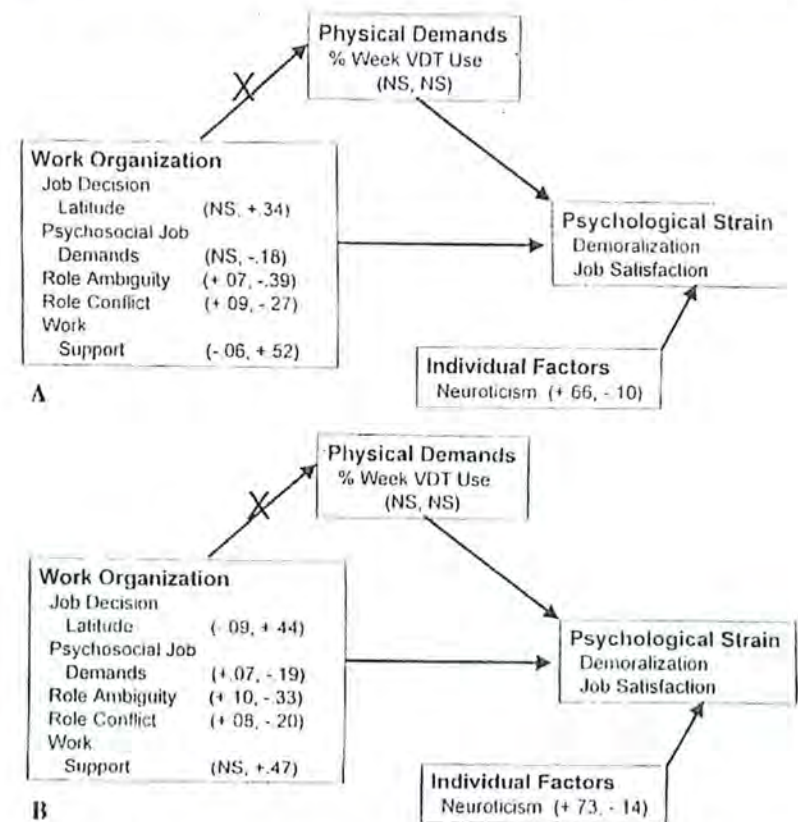 Physical Demands
% Week VDT Use
(NS, NS)
X
Work Organization
Job Decision
Latitude (NS, +.34)
Psychosocial Job
Demands (NS, -.18)
Role Ambiguity (+ 07, -.39)
Role Conflict (+ 09, - 27)
Work
Support (- 06, + 52)
Psychological Strain
Demoralization
Job Satisfaction
Individual Factors
Neuroticism (+ 66, - 10)
A
Physical Demands
% Week VDT Use
(NS, NS)
X
Work Organization
Job Decision
Latitude (- 09, + 44)
Psychosocial Job
Demands (+.07, -.19)
Role Ambiguity (+ 10, -.33)
Role Conflict (+ 08, -.20)
Work
Support (NS, +.47)
Psychological Strain
Demoralization
Job Satisfaction
Individual Factors
Neuroticism (+ 73, - 14)
B